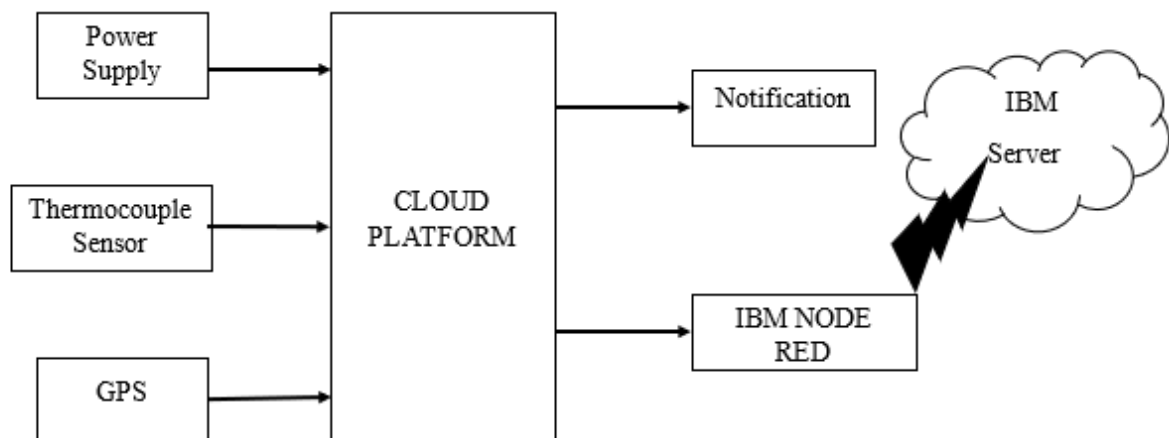 Power
Supply
Thermocouple
Sensor
GPS
CLOUD
PLATFORM
Notification
IBM NODE
RED
IBM
Server